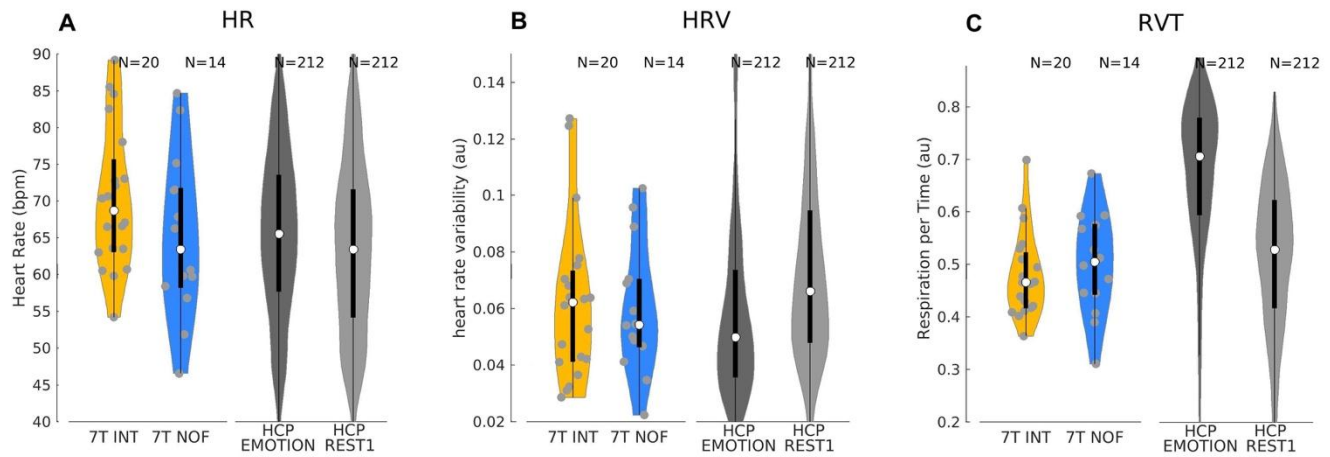 A
HR
Heart Rate (bpm)
90
85
80
75
70
65
60
55
50
45
40
N=20
N=14
N=212
N=212
7T INT
7T NOF
HCP
EMOTION
HCP
REST1
B
HRV
heart rate variability (au)
0.14
0.12
0.1
0.08
0.06
0.04
0.02
N=20
N=14
N=212
N=212
7T INT
7T NOF
HCP
EMOTION
HCP
REST1
C
RVT
Respiration per Time (au)
0.8
0.7
0.6
0.5
0.4
0.3
0.2
N=20
N=14
N=212
N=212
7T INT
7T NOF
HCP
EMOTION
HCP
REST1